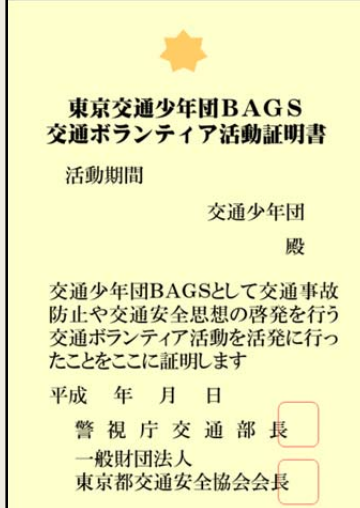 東京交通少年団BAGS
交通ボランティア活動証明書
活動期間
交通少年団
殿
交通少年団BAGSとして交通事故
防止や交通安全思想の啓発を行う
交通ボランティア活動を活発に行っ
たことをここに証明します
平成　年　月　日
警視庁交通部長
一般財団法人
東京都交通安全協会会長